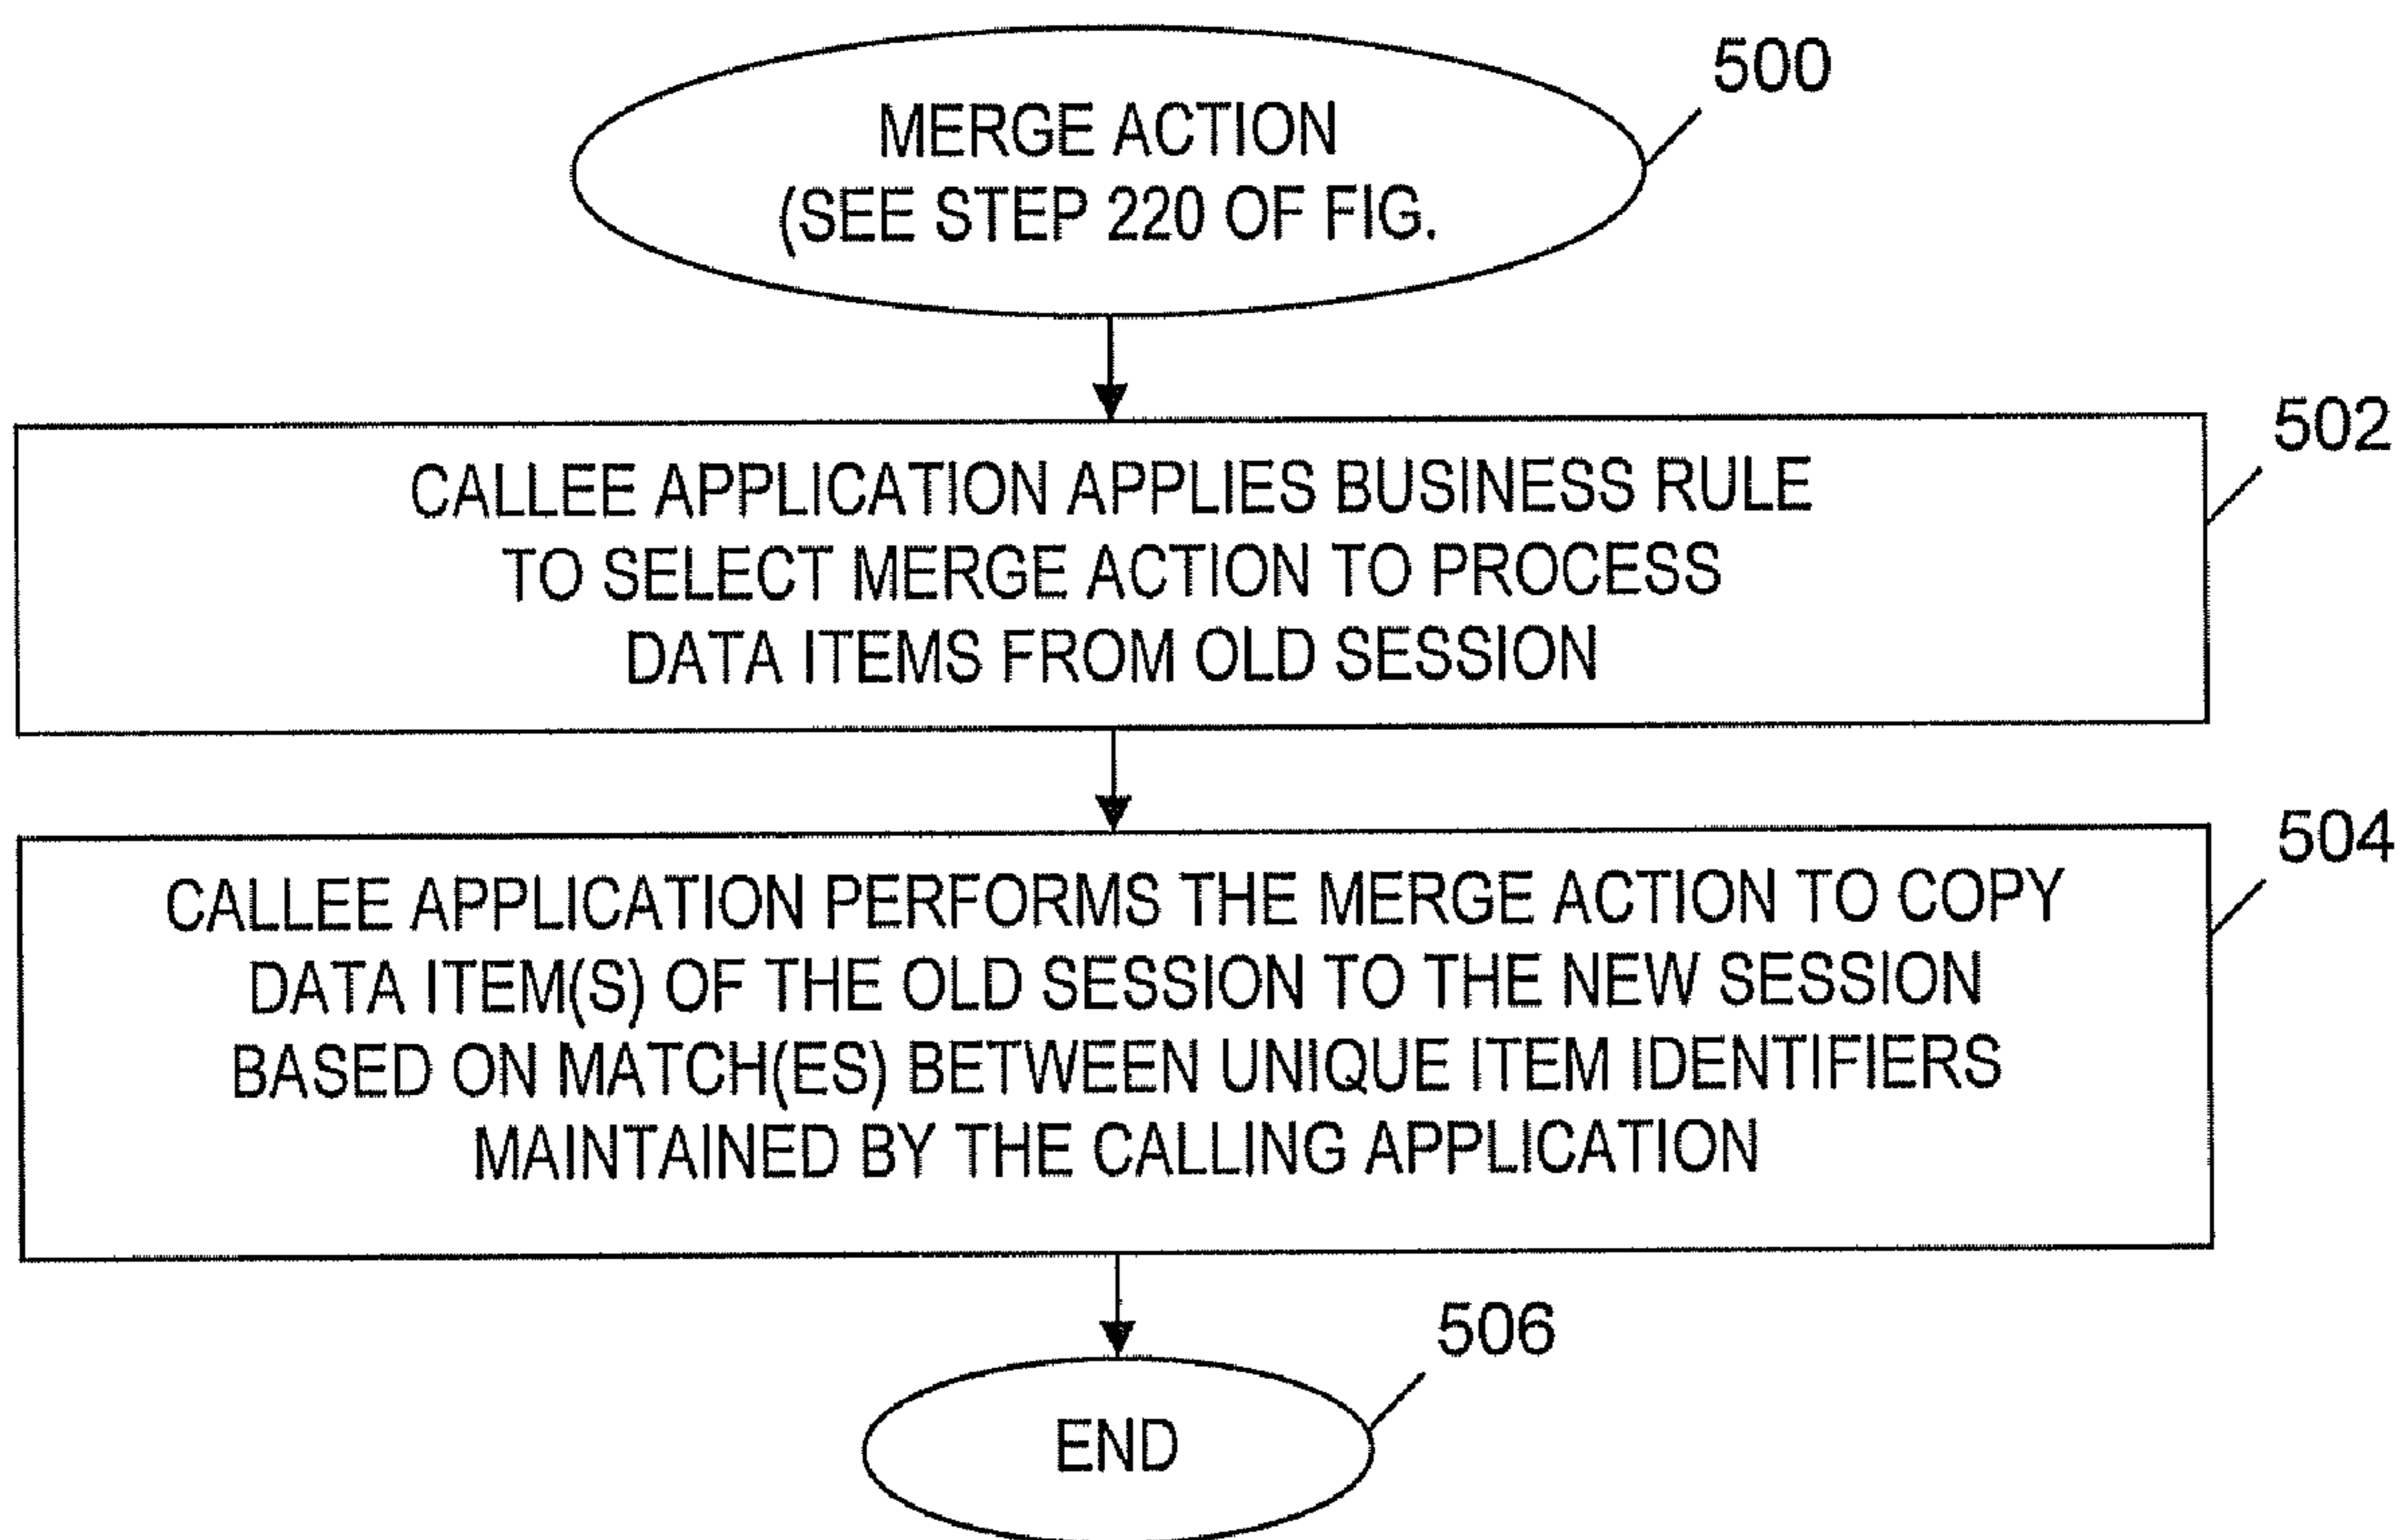 500
MERGE ACTION
(SEE STEP 220 OF FIG.
502
CALLEE APPLICATION APPLIES BUSINESS RULE
TO SELECT MERGE ACTION TO PROCESS
DATA ITEMS FROM OLD SESSION
504
CALLEE APPLICATION PERFORMS THE MERGE ACTION TO COPY
DATA ITEM(S) OF THE OLD SESSION TO THE NEW SESSION
BASED ON MATCH(ES) BETWEEN UNIQUE ITEM IDENTIFIERS
MAINTAINED BY THE CALLING APPLICATION
506
END